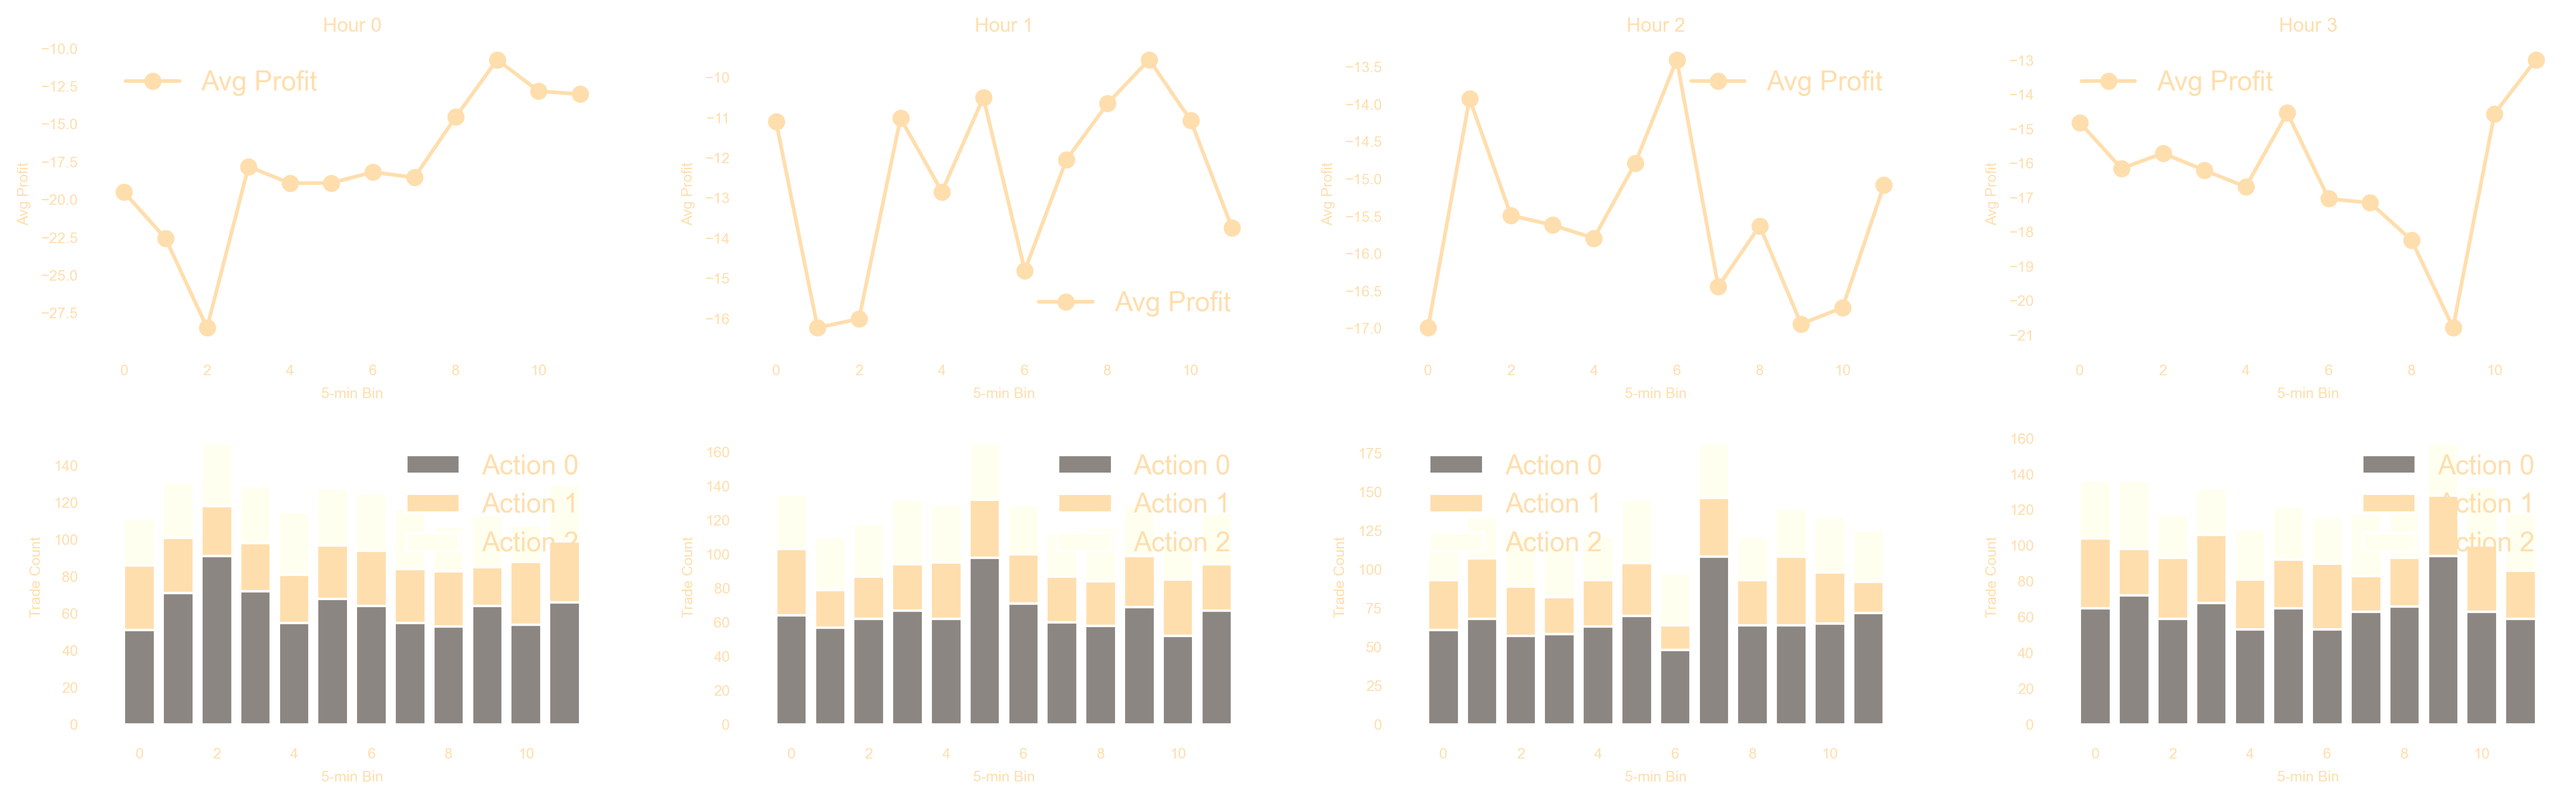 Hour 0
−10.0
−12.5
−15.0
−17.5
−20.0
−22.5
−25.0
−27.5
Avg Profit
Avg Profit
0 2 4 6 8 10
5-min Bin
Hour 1
−10
−11
−12
−13
−14
−15
−16
Avg Profit
Avg Profit
0 2 4 6 8 10
5-min Bin
Hour 2
−13.5
−14.0
−14.5
−15.0
−15.5
−16.0
−16.5
−17.0
Avg Profit
Avg Profit
0 2 4 6 8 10
5-min Bin
Hour 3
−13
−14
−15
−16
−17
−18
−19
−20
−21
Avg Profit
Avg Profit
0 2 4 6 8 10
5-min Bin
140
120
100
80
60
40
20
0
Trade Count
Action 0
Action 1
Action 2
0 2 4 6 8 10
5-min Bin
160
140
120
100
80
60
40
20
0
Trade Count
Action 0
Action 1
Action 2
0 2 4 6 8 10
5-min Bin
175
150
125
100
75
50
25
0
Trade Count
Action 0
Action 1
Action 2
0 2 4 6 8 10
5-min Bin
160
140
120
100
80
60
40
20
0
Trade Count
Action 0
Action 1
Action 2
0 2 4 6 8 10
5-min Bin